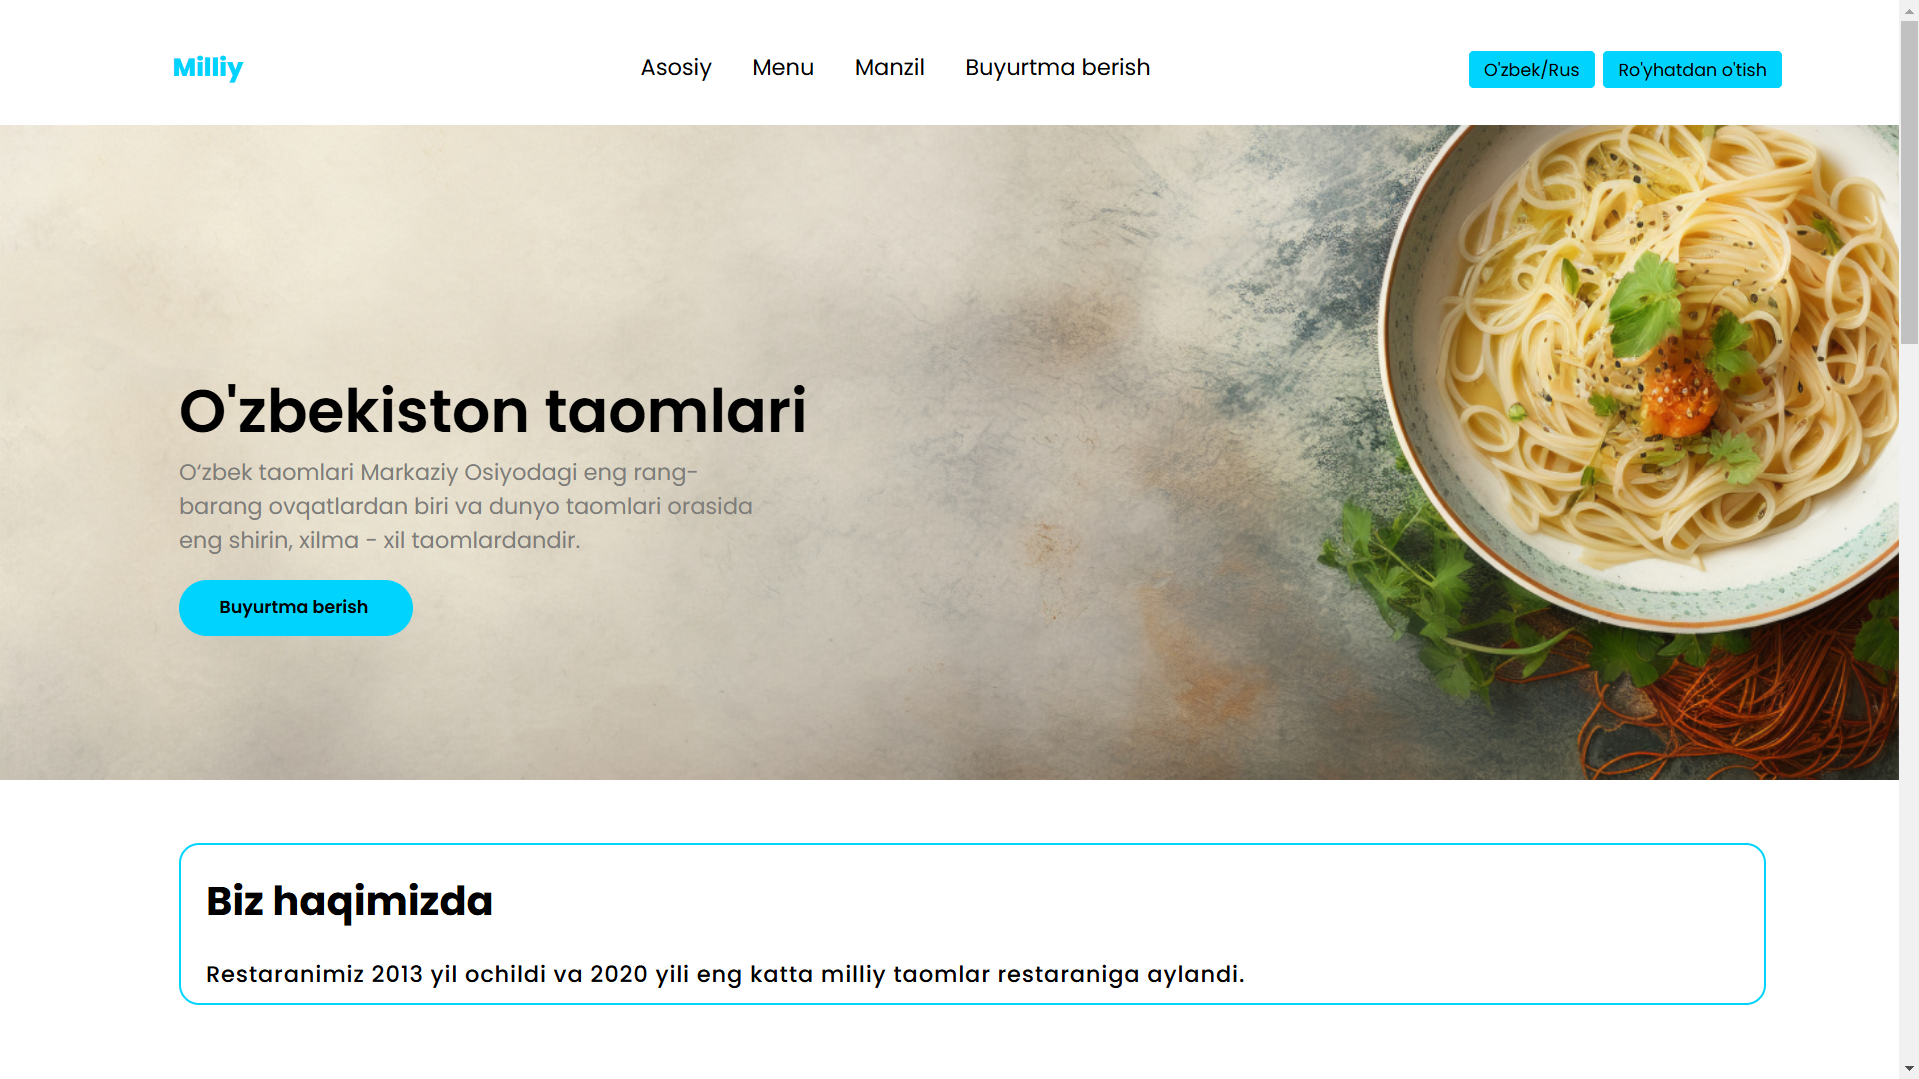 Milliy
Asosiy Menu Manzil Buyurtma berish
O'zbek/Rus Ro'yhatdan o'tish
O'zbekiston taomlari
Oʻzbek taomlari Markaziy Osiyodagi eng rang-
barang ovqatlardan biri va dunyo taomlari orasida
eng shirin, xilma - xil taomlardandir.
Buyurtma berish
Biz haqimizda
Restaranimiz 2013 yil ochildi va 2020 yili eng katta milliy taomlar restaraniga aylandi.